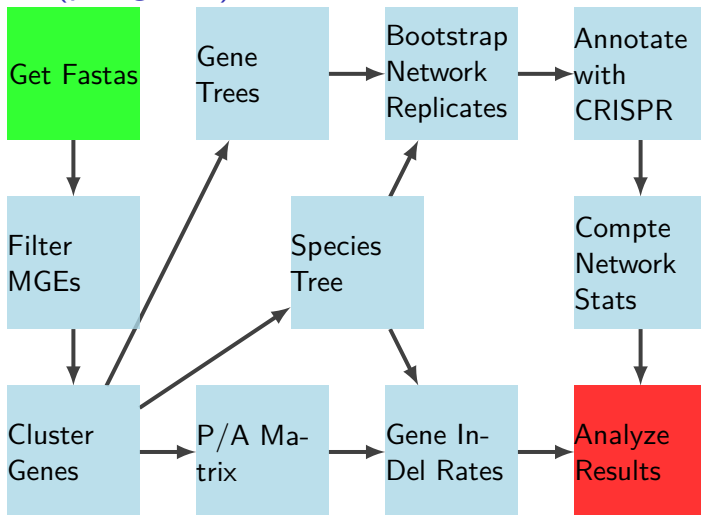 Get Fastas
Gene
Trees
Bootstrap
Network
Replicates
Annotate
with
CRISPR
Filter
MGEs
Species
Tree
Compte
Network
Stats
Cluster
Genes
P/A Ma-
trix
Gene In-
Del Rates
Analyze
Results